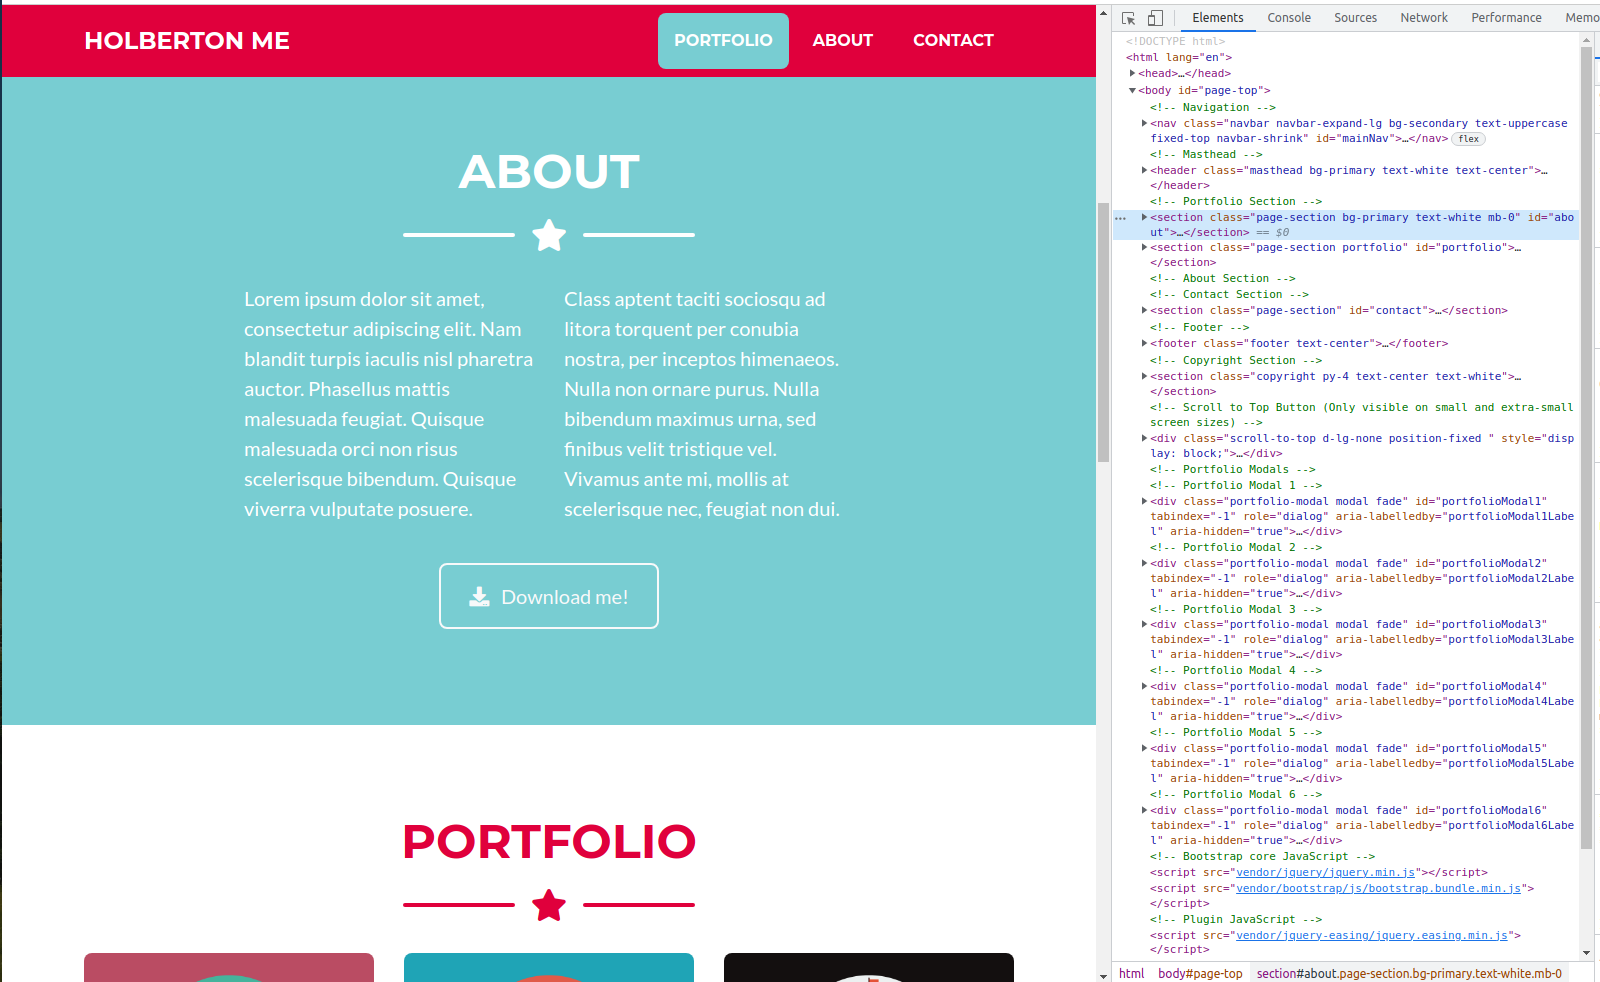 HOLBERTON ME
PORTFOLIO ABOUT CONTACT
ABOUT
Lorem ipsum dolor sit amet,
consectetur adipiscing elit. Nam
blandit turpis iaculis nisl pharetra
auctor. Phasellus mattis
malesuada feugiat. Quisque
malesuada orci non risus
scelerisque bibendum. Quisque
viverra vulputate posuere.
Class aptent taciti sociosqu ad
litora torquent per conubia
nostra, per inceptos himenaeos.
Nulla non ornare purus. Nulla
bibendum maximus urna, sed
finibus velit tristique vel.
Vivamus ante mi, mollis at
scelerisque nec, feugiat non dui.
Download me!
PORTFOLIO
Elements Console Sources Network Performance Memo
<!DOCTYPE html>
<html lang="en">
<head>…</head>
<body id="page-top">
<!-- Navigation -->
<nav class="navbar navbar-expand-lg bg-secondary text-uppercase
fixed-top navbar-shrink" id="mainNav">…</nav> flex
<!-- Masthead -->
<header class="masthead bg-primary text-white text-center">…
</header>
<!-- Portfolio Section -->
<section class="page-section bg-primary text-white mb-0" id="abo
ut">…</section> == $0
<section class="page-section portfolio" id="portfolio">…
</section>
<!-- About Section -->
<!-- Contact Section -->
<section class="page-section" id="contact">…</section>
<!-- Footer -->
<footer class="footer text-center">…</footer>
<!-- Copyright Section -->
<section class="copyright py-4 text-center text-white">…
</section>
<!-- Scroll to Top Button (Only visible on small and extra-small
screen sizes) -->
<div class="scroll-to-top d-lg-none position-fixed " style="disp
lay: block;">…</div>
<!-- Portfolio Modals -->
<!-- Portfolio Modal 1 -->
<div class="portfolio-modal modal fade" id="portfolioModal1"
tabindex="-1" role="dialog" aria-labelledby="portfolioModal1Labe
l" aria-hidden="true">…</div>
<!-- Portfolio Modal 2 -->
<div class="portfolio-modal modal fade" id="portfolioModal2"
tabindex="-1" role="dialog" aria-labelledby="portfolioModal2Labe
l" aria-hidden="true">…</div>
<!-- Portfolio Modal 3 -->
<div class="portfolio-modal modal fade" id="portfolioModal3"
tabindex="-1" role="dialog" aria-labelledby="portfolioModal3Labe
l" aria-hidden="true">…</div>
<!-- Portfolio Modal 4 -->
<div class="portfolio-modal modal fade" id="portfolioModal4"
tabindex="-1" role="dialog" aria-labelledby="portfolioModal4Labe
l" aria-hidden="true">…</div>
<!-- Portfolio Modal 5 -->
<div class="portfolio-modal modal fade" id="portfolioModal5"
tabindex="-1" role="dialog" aria-labelledby="portfolioModal5Labe
l" aria-hidden="true">…</div>
<!-- Portfolio Modal 6 -->
<div class="portfolio-modal modal fade" id="portfolioModal6"
tabindex="-1" role="dialog" aria-labelledby="portfolioModal6Labe
l" aria-hidden="true">…</div>
<!-- Bootstrap core JavaScript -->
<script src="vendor/jquery/jquery.min.js"></script>
<script src="vendor/bootstrap/js/bootstrap.bundle.min.js">
</script>
<!-- Plugin JavaScript -->
<script src="vendor/jquery-easing/jquery.easing.min.js">
</script>
html body#page-top section#about.page-section.bg-primary.text-white.mb-0